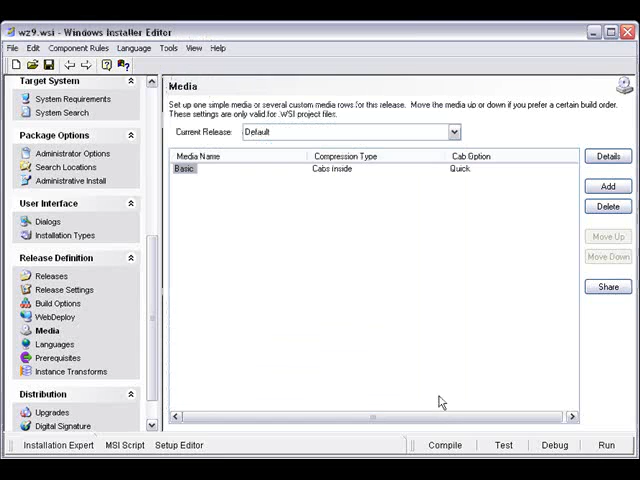 wz9.wsi - Windows Installer Editor
File Edit Component Rules Language Tools View Help
Target System
System Requirements
System Search
Package Options
Administrator Options
Search Locations
Administrative Install
User Interface
Dialogs
Installation Types
Release Definition
Releases
Release Settings
Build Options
WebDeploy
Media
Languages
Prerequisites
Instance Transforms
Distribution
Upgrades
Digital Signature
Media
Set up one simple media or several custom media rows for this release. Move the media up or down if you prefer a certain build order.
These settings are only valid for .WSI project files.
Current Release: Default
Media Name Compression Type Cab Option
Basic Cabs inside Quick
Details
Add
Delete
Move Up
Move Down
Share
Installation Expert MSI Script Setup Editor Compile Test Debug Run